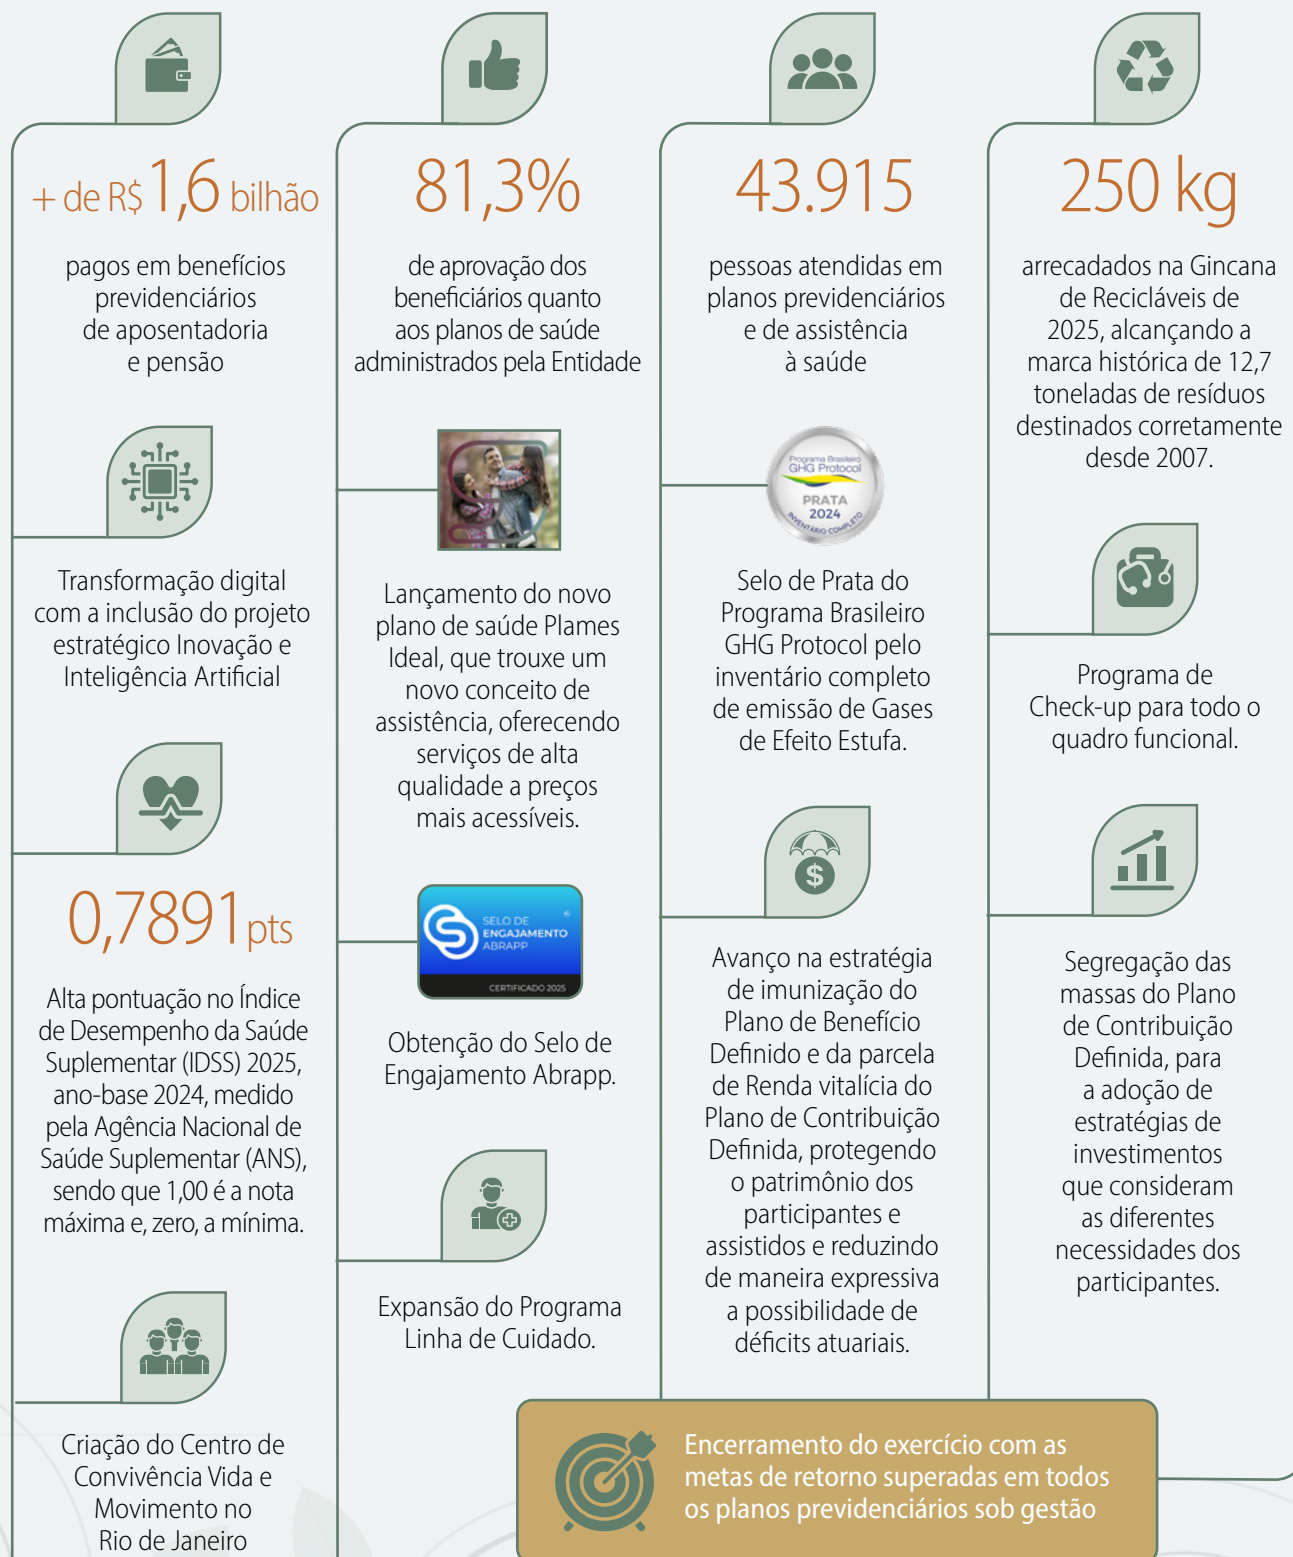 + de R$ 1,6 bilhão
pagos em benefícios
previdenciários
de aposentadoria
e pensão
Transformação digital
com a inclusão do projeto
estratégico Inovação e
Inteligência Artificial
0,7891 pts
Alta pontuação no Índice
de Desempenho da Saúde
Suplementar (IDSS) 2025,
ano-base 2024, medido
pela Agência Nacional de
Saúde Suplementar (ANS),
sendo que 1,00 é a nota
máxima e, zero, a mínima.
Criação do Centro de
Convivência Vida e
Movimento no
Rio de Janeiro
81,3%
de aprovação dos
beneficiários quanto
aos planos de saúde
administrados pela Entidade
Lançamento do novo
plano de saúde Plames
Ideal, que trouxe um
novo conceito de
assistência, oferecendo
serviços de alta
qualidade a preços
mais acessíveis.
SELO DE
ENGAJAMENTO
ABRAPP
CERTIFICADO 2025
Obtenção do Selo de
Engajamento Abrapp.
Expansão do Programa
Linha de Cuidado.
43.915
pessoas atendidas em
planos previdenciários
e de assistência
à saúde
Programa Brasileiro
GHG Protocol
PRATA
2024
INVENTÁRIO COMPLETO
Selo de Prata do
Programa Brasileiro
GHG Protocol pelo
inventário completo
de emissão de Gases
de Efeito Estufa.
$
Avanço na estratégia
de imunização do
Plano de Benefício
Definido e da parcela
de Renda vitalícia do
Plano de Contribuição
Definida, protegendo
o patrimônio dos
participantes e
assistidos e reduzindo
de maneira expressiva
a possibilidade de
déficits atuariais.
250 kg
arrecadados na Gincana
de Recicláveis de
2025, alcançando a
marca histórica de 12,7
toneladas de resíduos
destinados corretamente
desde 2007.
Programa de
Check-up para todo o
quadro funcional.
Segregação das
massas do Plano
de Contribuição
Definida, para
a adoção de
estratégias de
investimentos
que consideram
as diferentes
necessidades dos
participantes.
Encerramento do exercício com as
metas de retorno superadas em todos
os planos previdenciários sob gestão